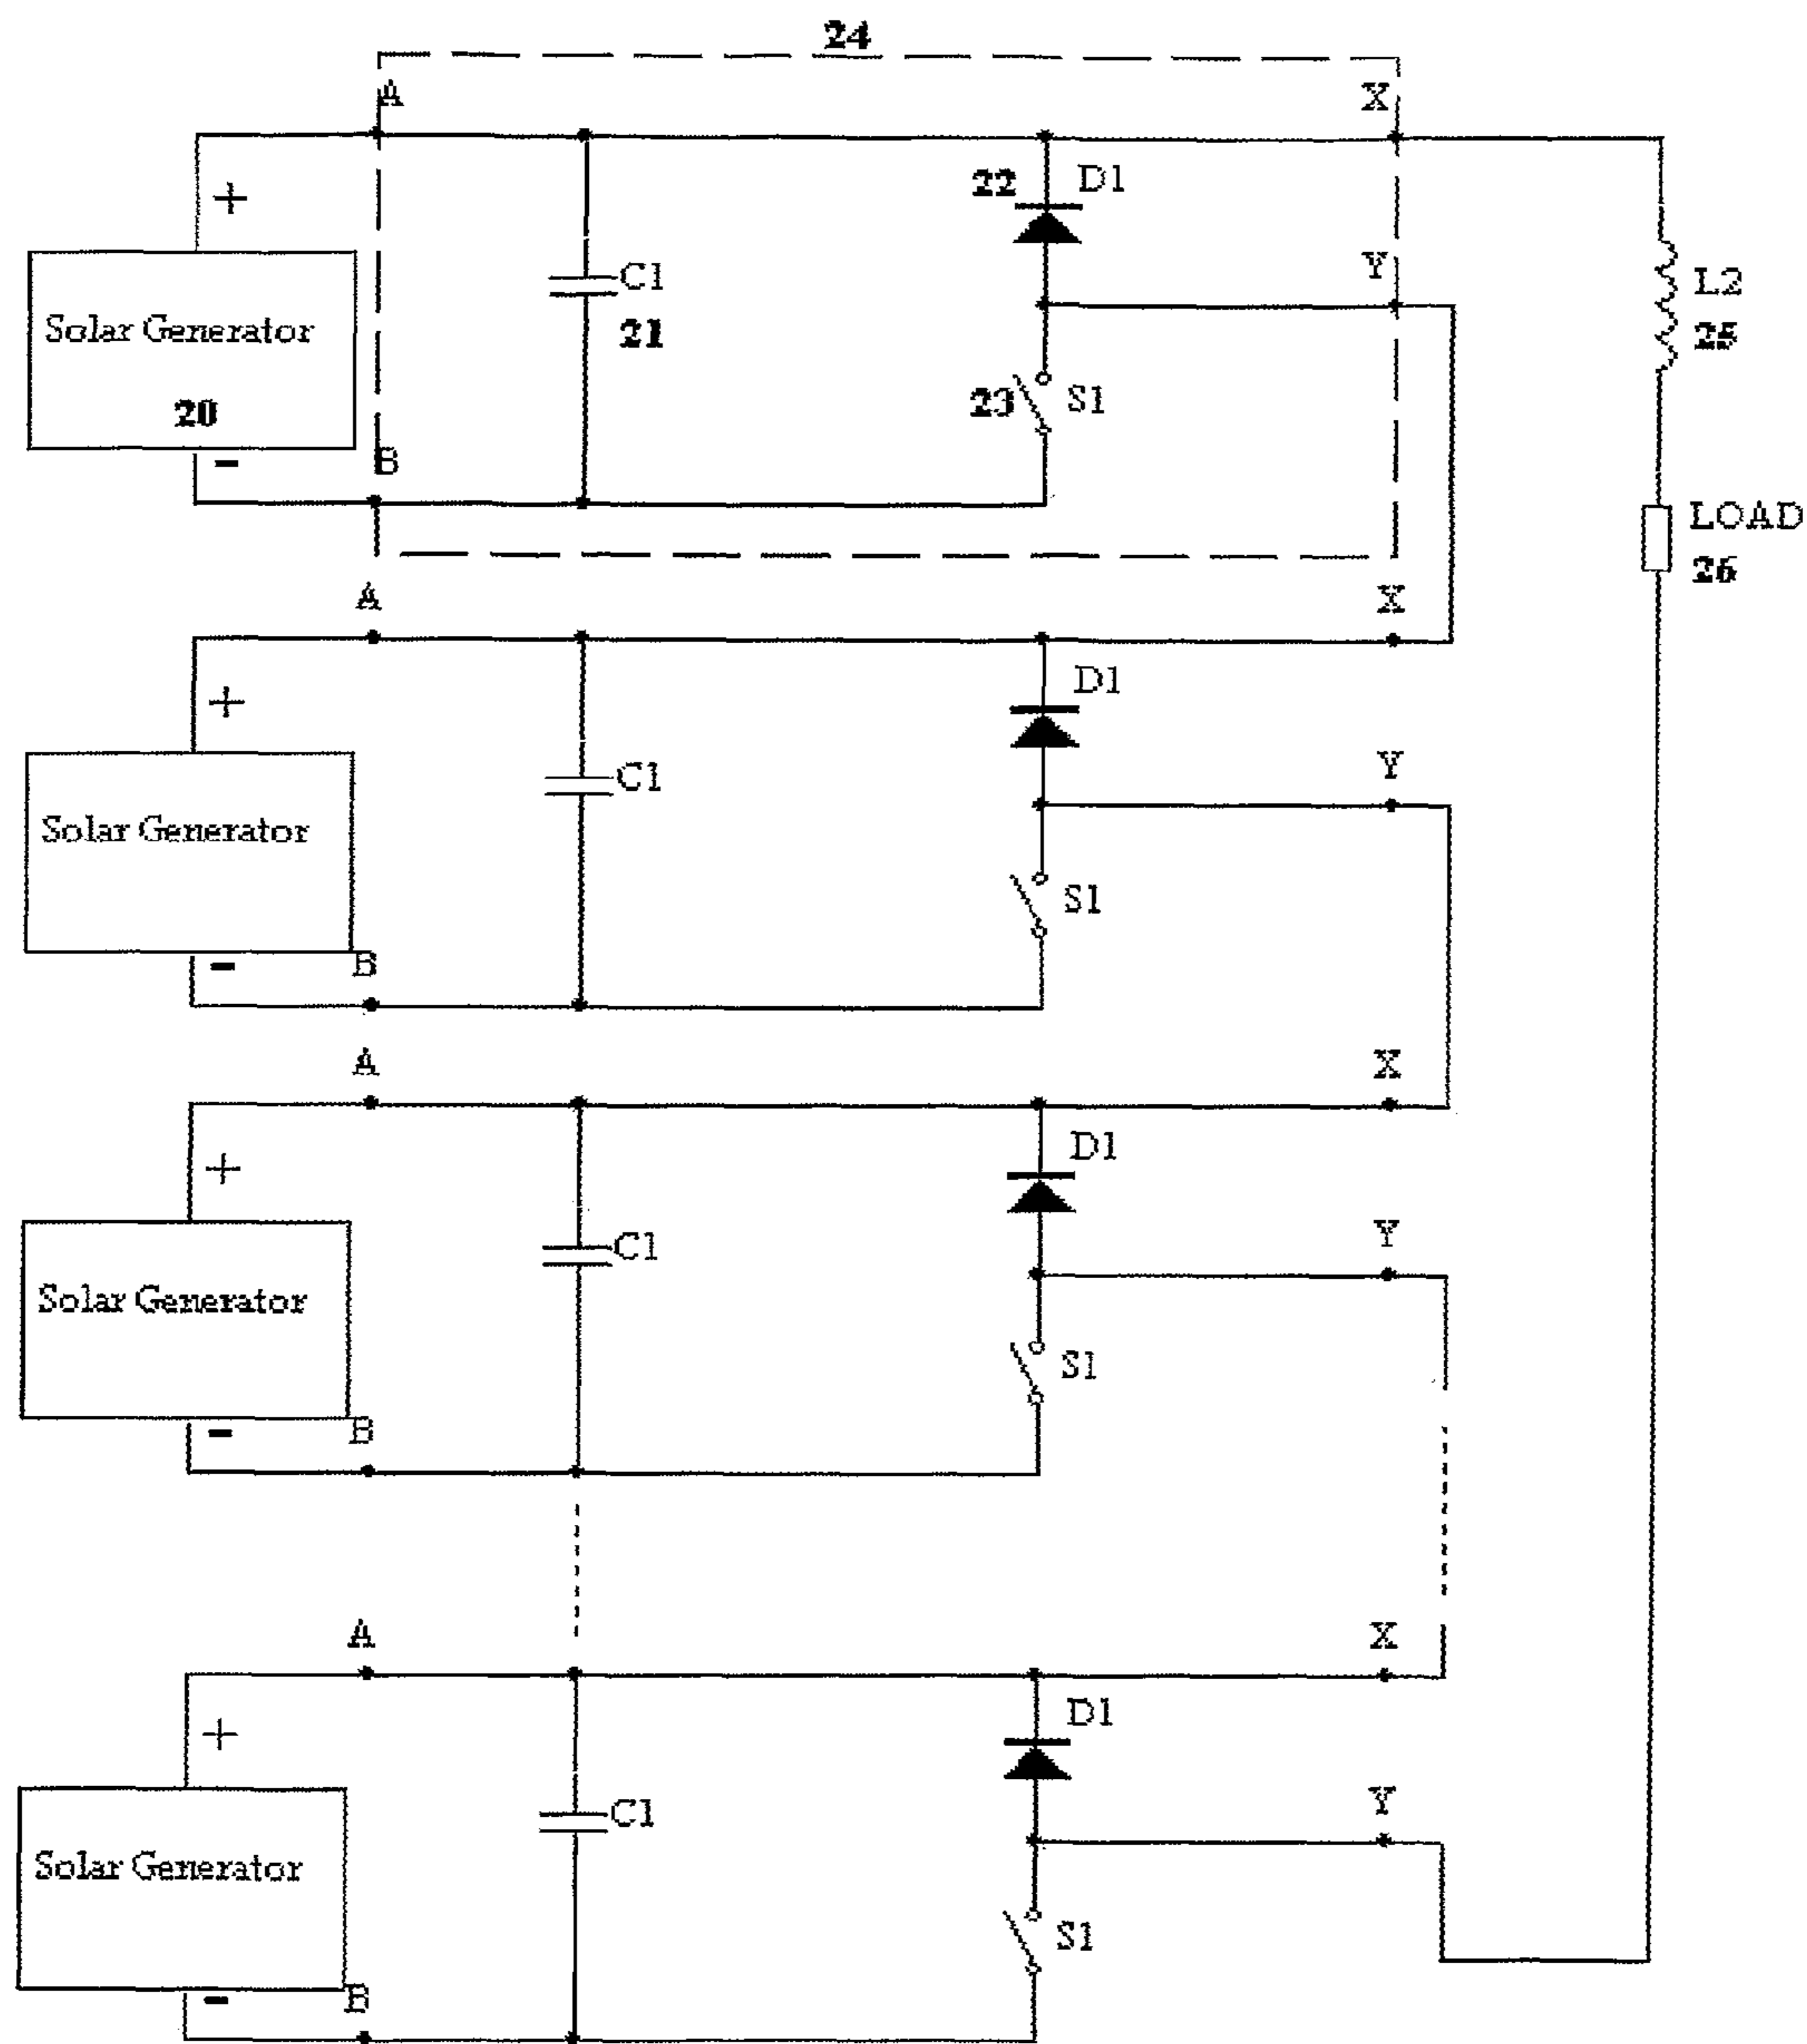 24
A X
+ 22 D1
C1 Y L2
Solar Generator 21 25
20 23 S1
-
B
LOAD
A X 26
D1
+
C1 Y
Solar Generator
S1
-
B
A X
D1
+
C1 Y
Solar Generator
S1
-
B
A X
D1
+
C1 Y
Solar Generator
S1
-
B